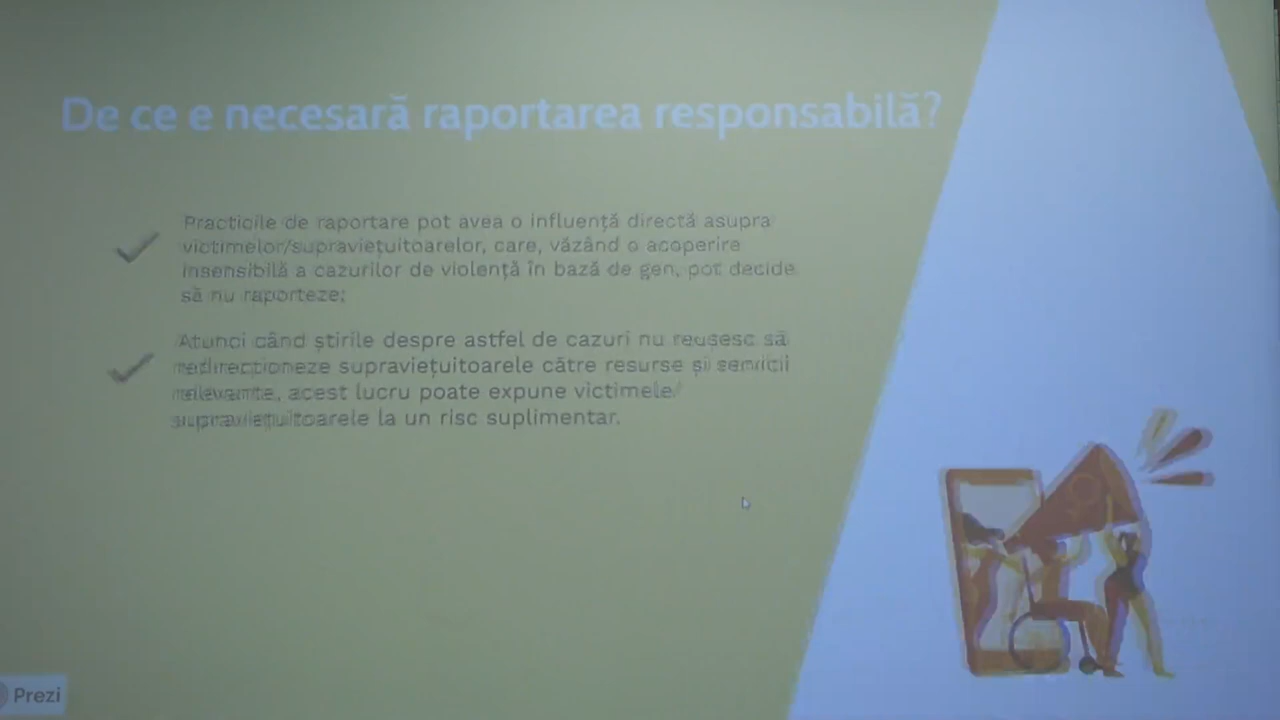 De ce e necesară raportarea responsabilă?
Practicile de raportare pot avea o influență directă asupra
victimelor/supraviețuitoarelor, care, văzând o acoperire
insensibilă a cazurilor de violență în bază de gen, pot decide
să nu raporteze;
Atunci când știrile despre astfel de cazuri nu reușesc să
redirecționeze supraviețuitoarele către resurse și servicii
relevante, acest lucru poate expune victimele/
supraviețuitoarele la un risc suplimentar.
Prezi